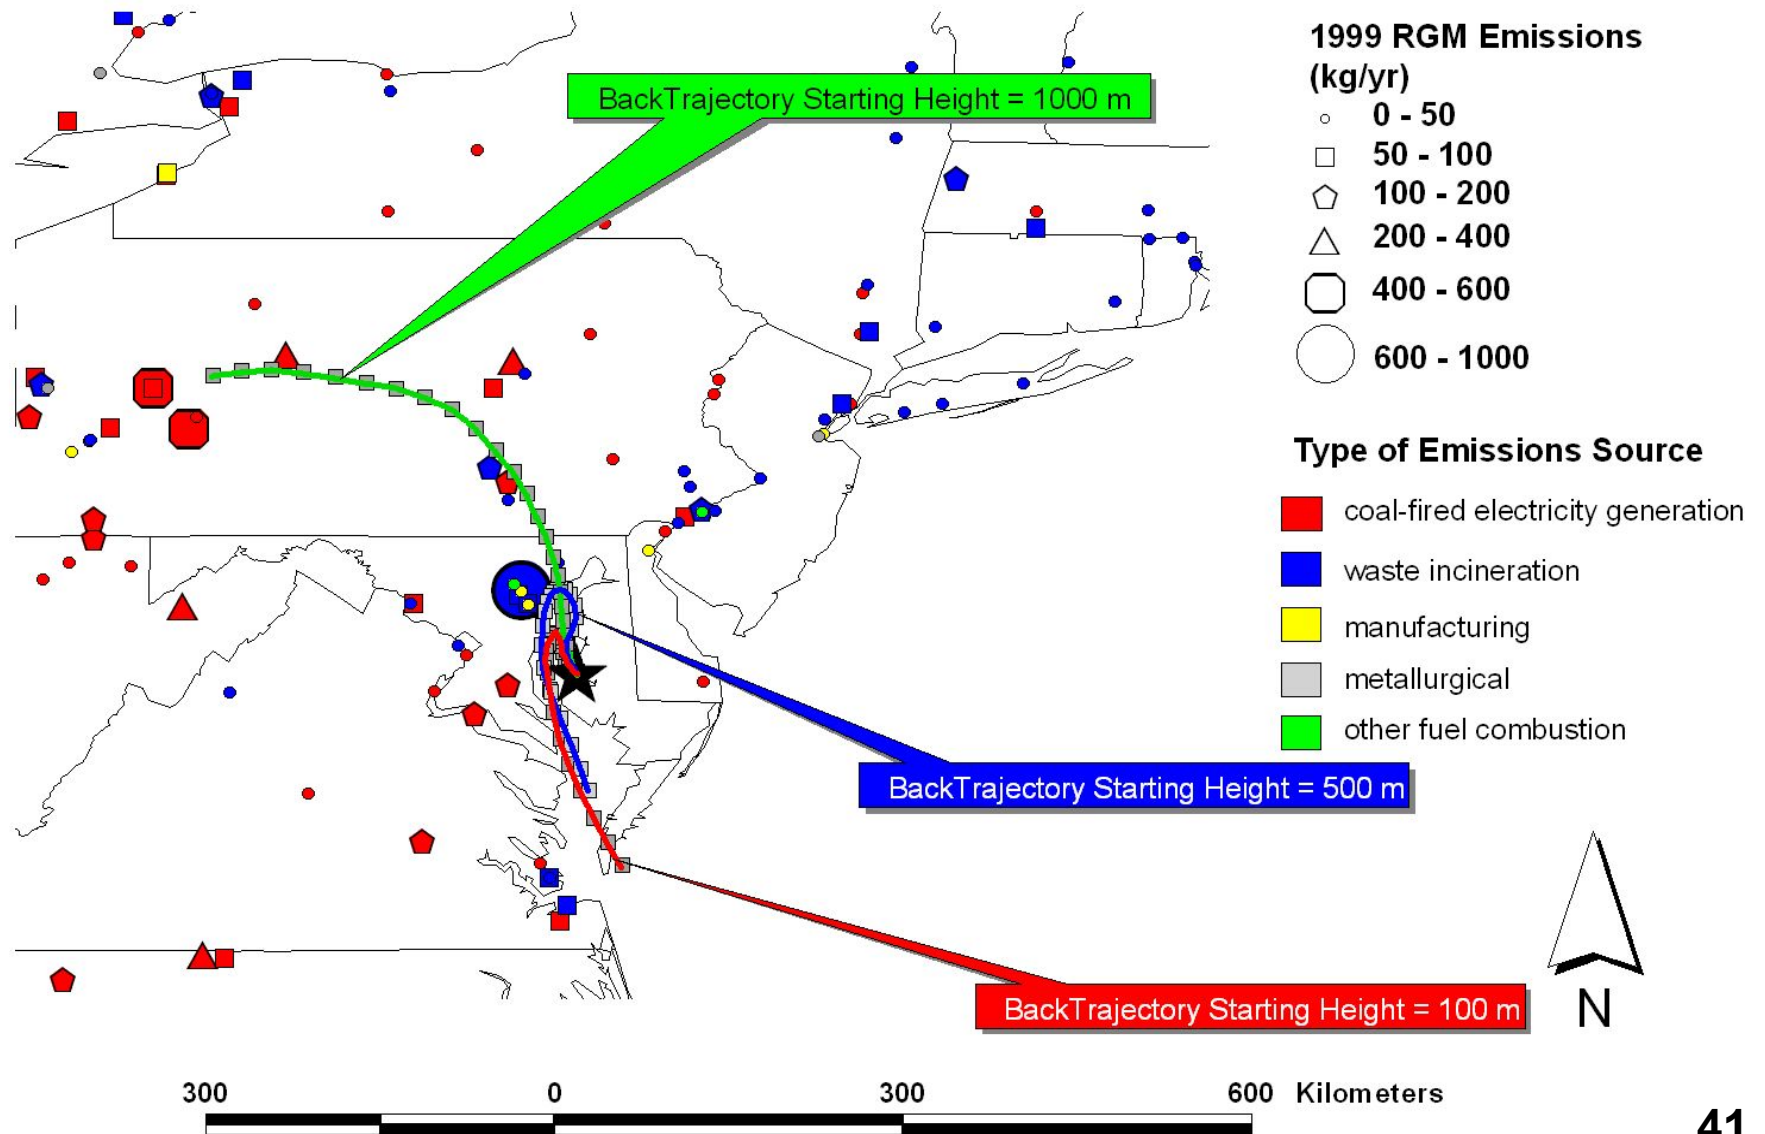 BackTrajectory Starting Height = 1000 m
1999 RGM Emissions
(kg/yr)
0 - 50
50 - 100
100 - 200
200 - 400
400 - 600
600 - 1000
Type of Emissions Source
coal-fired electricity generation
waste incineration
manufacturing
metallurgical
other fuel combustion
BackTrajectory Starting Height = 500 m
BackTrajectory Starting Height = 100 m
N
300 0 300 600 Kilometers
41